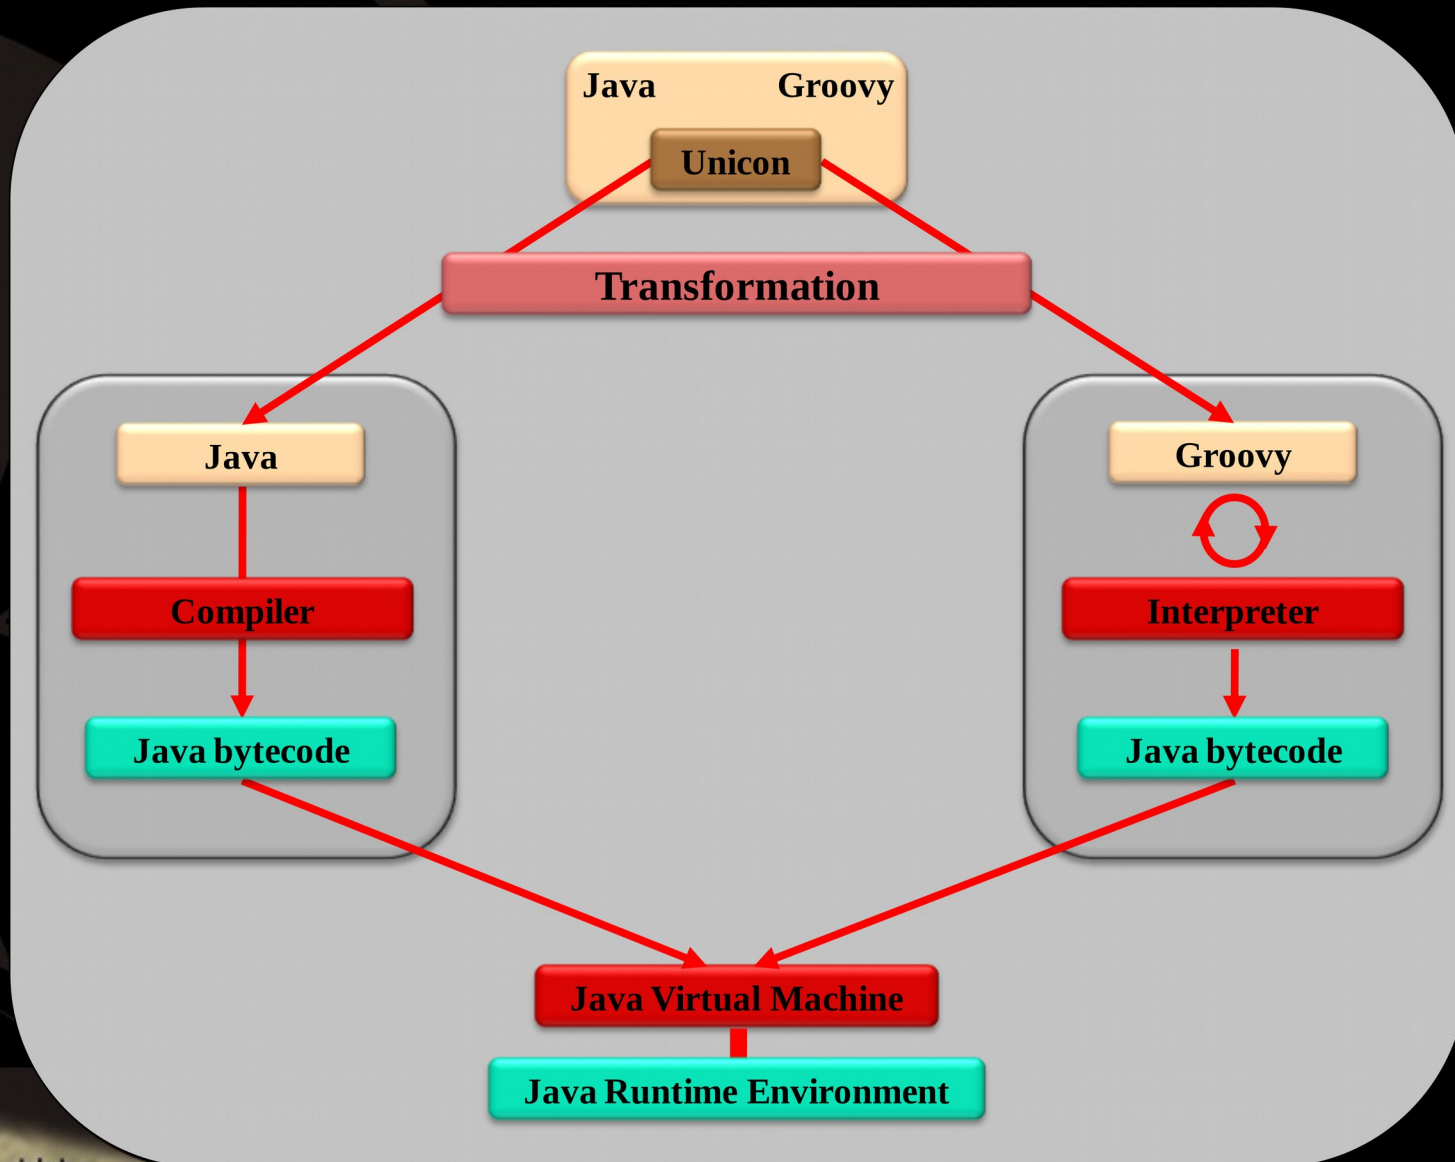 Java Groovy
Unicon
Transformation
Java
Compiler
Java bytecode
Groovy
Interpreter
Java bytecode
Java Virtual Machine
Java Runtime Environment